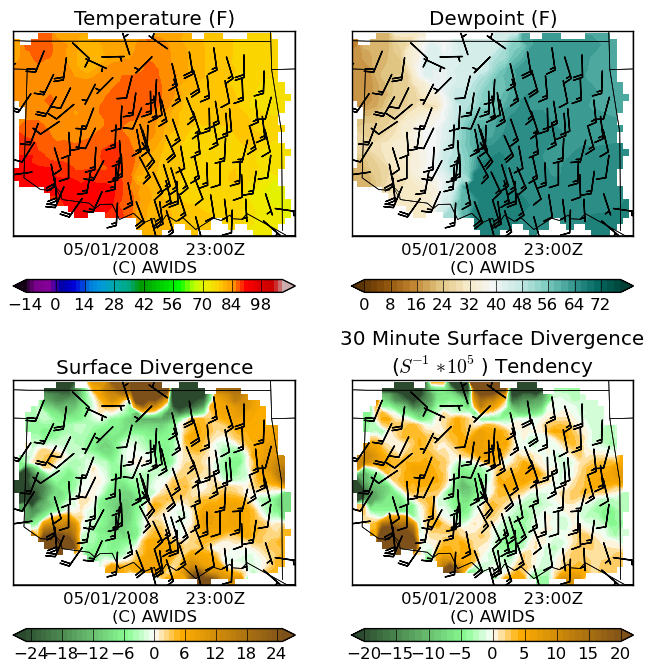 Temperature (F)
Dewpoint (F)
05/01/2008 23:00Z
(C) AWIDS
05/01/2008 23:00Z
(C) AWIDS
−14 0 14 28 42 56 70 84 98
0 8 16 24 32 40 48 56 64 72
Surface Divergence
30 Minute Surface Divergence
(S⁻¹ *10⁵ ) Tendency
05/01/2008 23:00Z
(C) AWIDS
05/01/2008 23:00Z
(C) AWIDS
−24 −18 −12 −6 0 6 12 18 24
−20 −15 −10 −5 0 5 10 15 20